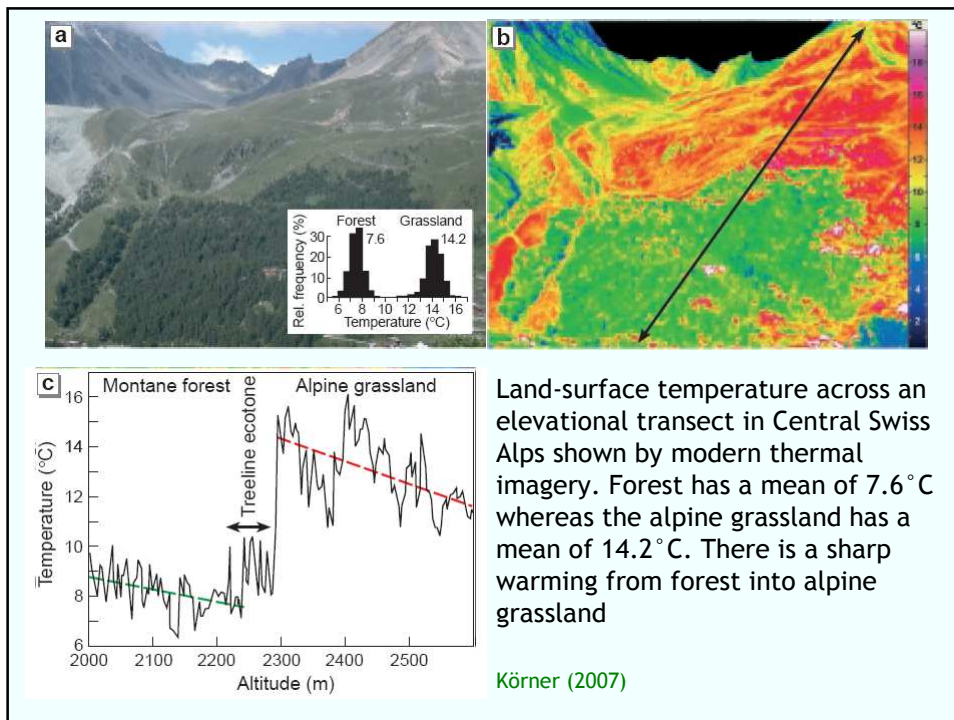 a
Forest Grassland
7.6 14.2
Rel. frequency (%)
30
20
10
0
6 8 10 12 14 16
Temperature (°C)
b
°C
18
16
14
12
10
8
6
4
2
c
Montane forest
Treeline ecotone
Alpine grassland
Temperature (°C)
16
14
12
10
8
6
2000 2100 2200 2300 2400 2500
Altitude (m)
Land-surface temperature across an
elevational transect in Central Swiss
Alps shown by modern thermal
imagery. Forest has a mean of 7.6°C
whereas the alpine grassland has a
mean of 14.2°C. There is a sharp
warming from forest into alpine
grassland
Körner (2007)